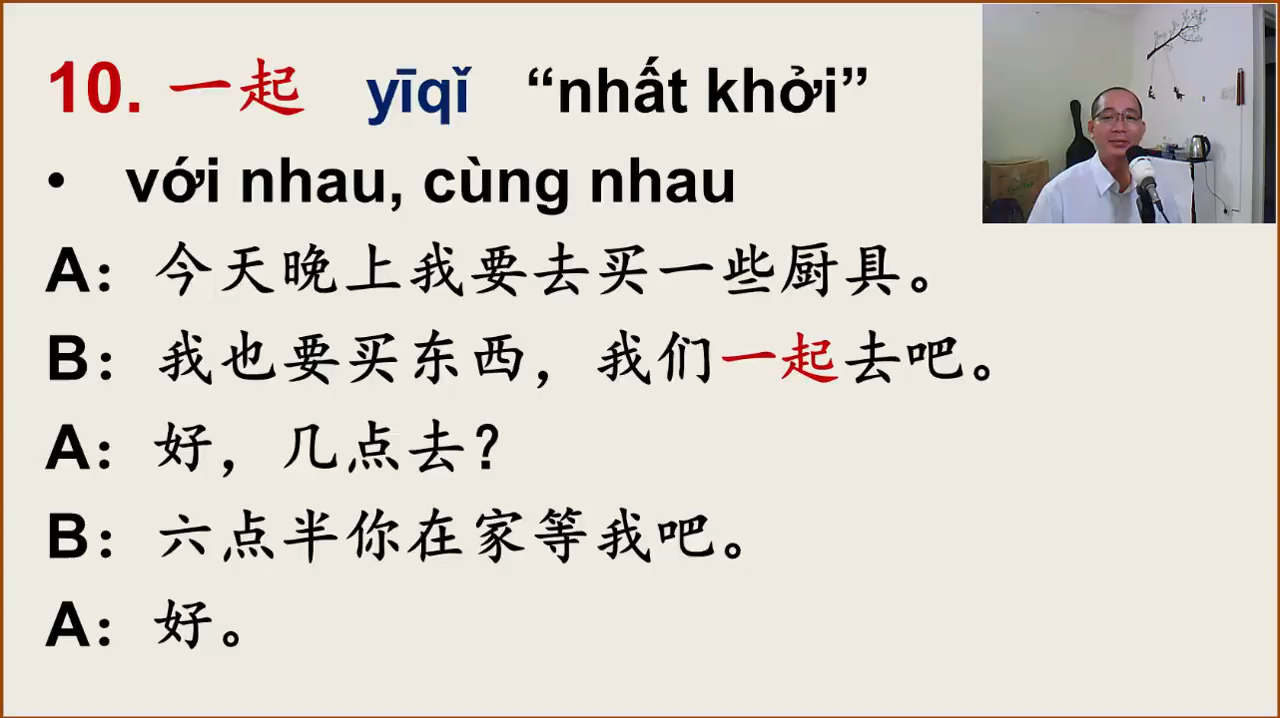 10. 一起 yīqǐ “nhất khởi”
• với nhau, cùng nhau
A：今天晚上我要去买一些厨具。
B：我也要买东西，我们一起去吧。
A：好，几点去？
B：六点半你在家等我吧。
A：好。